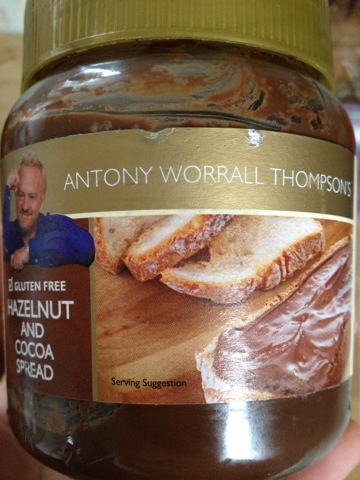 ANTONY WORRALL THOMPSON'S
GLUTEN FREE
HAZELNUT
AND
COCOA
SPREAD
Serving Suggestion